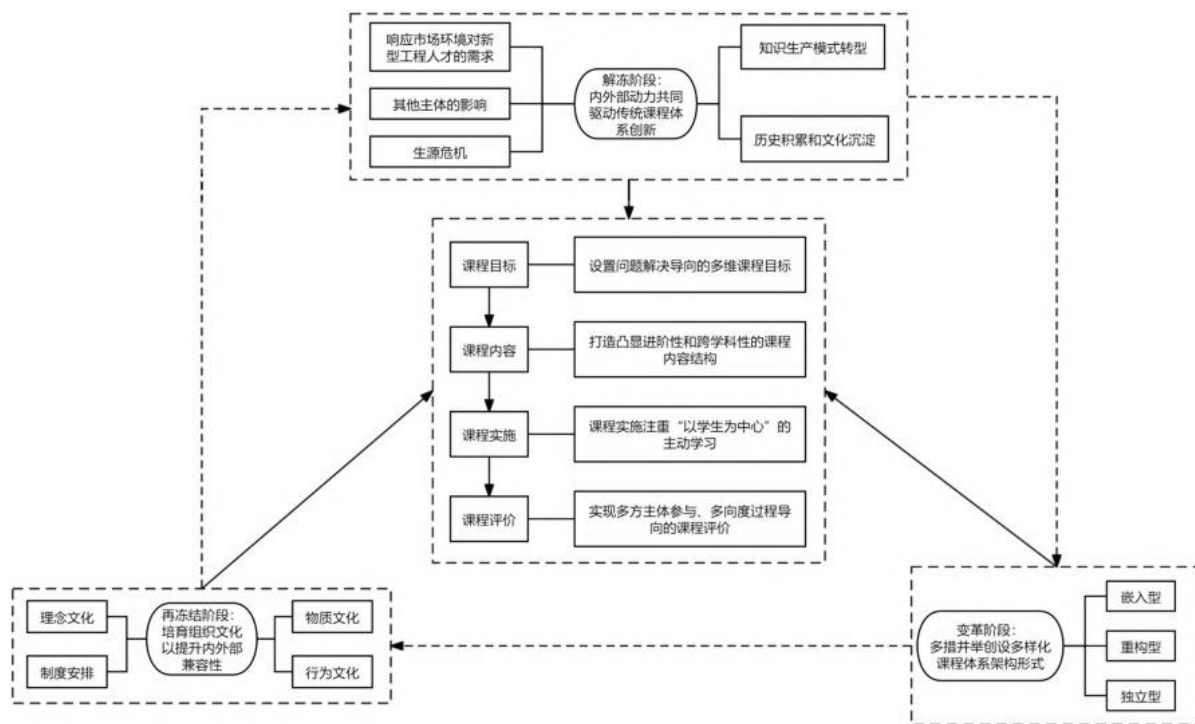 响应市场环境对新
型工程人才的需求
其他主体的影响
生源危机
解冻阶段：
内外部动力共同
驱动传统课程体
系创新
知识生产模式转型
历史积累和文化沉淀
课程目标
设置问题解决导向的多维课程目标
课程内容
打造凸显进阶性和跨学科性的课程
内容结构
课程实施
课程实施注重“以学生为中心”的
主动学习
课程评价
实现多方主体参与、多向度过程导
向的课程评价
理念文化
制度安排
再冻结阶段：
培育组织文化
以提升内外部
兼容性
物质文化
行为文化
变革阶段：
多措并举创设多样化
课程体系架构形式
嵌入型
重构型
独立型